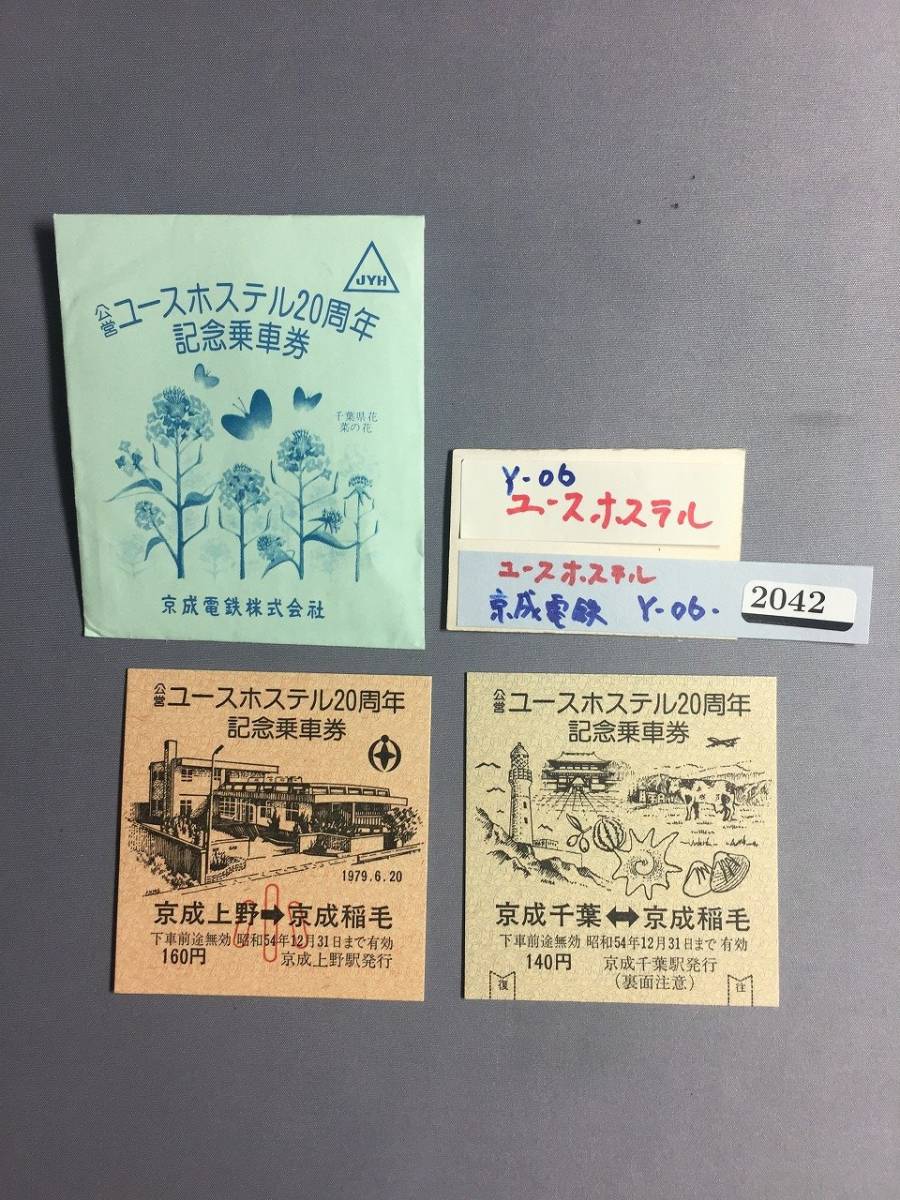 JYH
公営ユースホステル20周年
記念乗車券
千葉県花
菜の花
京成電鉄株式会社
Y-06
ユースホステル
ユースホステル
京成電鉄 Y-06.
2042
公営ユースホステル20周年
記念乗車券
1979.6.20
京成上野➡京成稲毛
下車前途無効 昭和54年12月31日まで有効
160円 京成上野駅発行
公営ユースホステル20周年
記念乗車券
京成千葉⬌京成稲毛
下車前途無効 昭和54年12月31日まで有効
140円 京成千葉駅発行
(裏面注意)
復 往